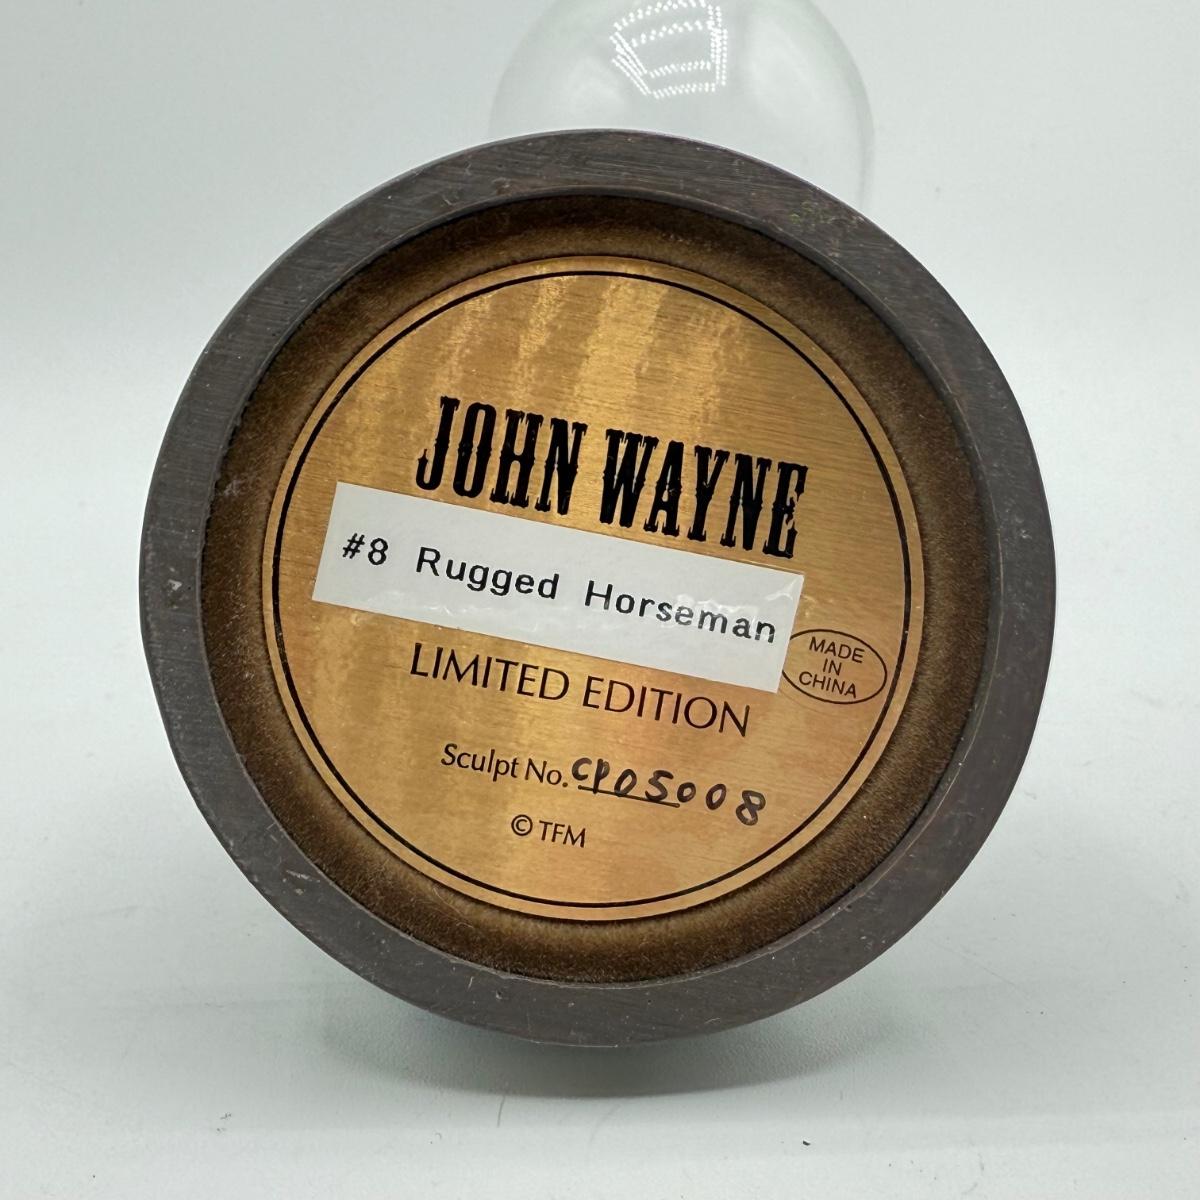 JOHN WAYNE
#8 Rugged Horseman
MADE
IN
CHINA
LIMITED EDITION
Sculpt No. CP05008
© TFM